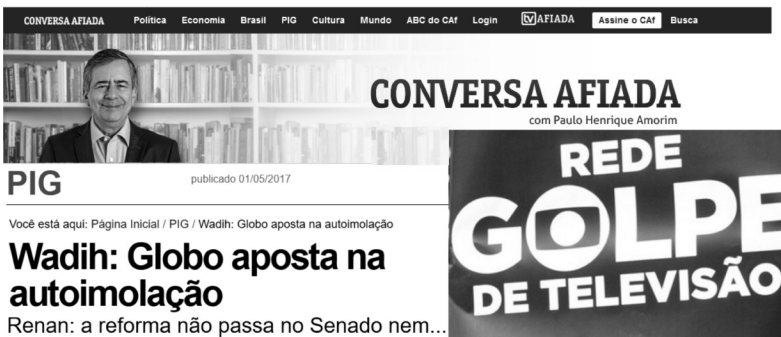 CONVERSA AFIADA Política Economia Brasil PIG Cultura Mundo ABC do CAf Login TV AFIADA Assine o CAf Busca
CONVERSA AFIADA
com Paulo Henrique Amorim
PIG
publicado 01/05/2017
Você está aqui: Página Inicial / PIG / Wadih: Globo aposta na autoimolação
Wadih: Globo aposta na
autoimolação
Renan: a reforma não passa no Senado nem...
REDE
GOLPE
DE TELEVISÃO